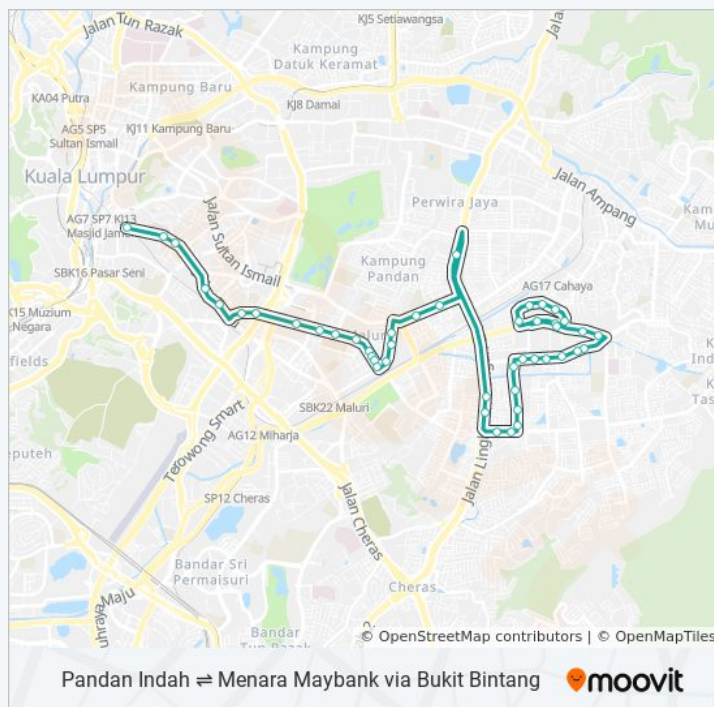 KJ5 Setiawangsa
Jalan Tun Razak
Kampung
Datuk Keramat
Kampung Baru
KA04 Putra
KJ8 Damai
AG5 SP5
Sultan Ismail
KJ11 Kampung Baru
Jalan Ampang
Kuala Lumpur
Perwira Jaya
AG7 SP7 KJ13
Masjid Jamek
Jalan Sultan Ismail
Kampung
Pandan
SBK16 Pasar Seni
AG17 Cahaya
Muzium
Negara
SBK22 Maluri
Terowong Smart
AG12 Miharja
SP12 Cheras
Jalan Cheras
Bandar Sri
Permaisuri
Cheras
Maju
Bandar
Tun Razak
© OpenStreetMap contributors | © OpenMapTiles
Pandan Indah ⇌ Menara Maybank via Bukit Bintang
moovit